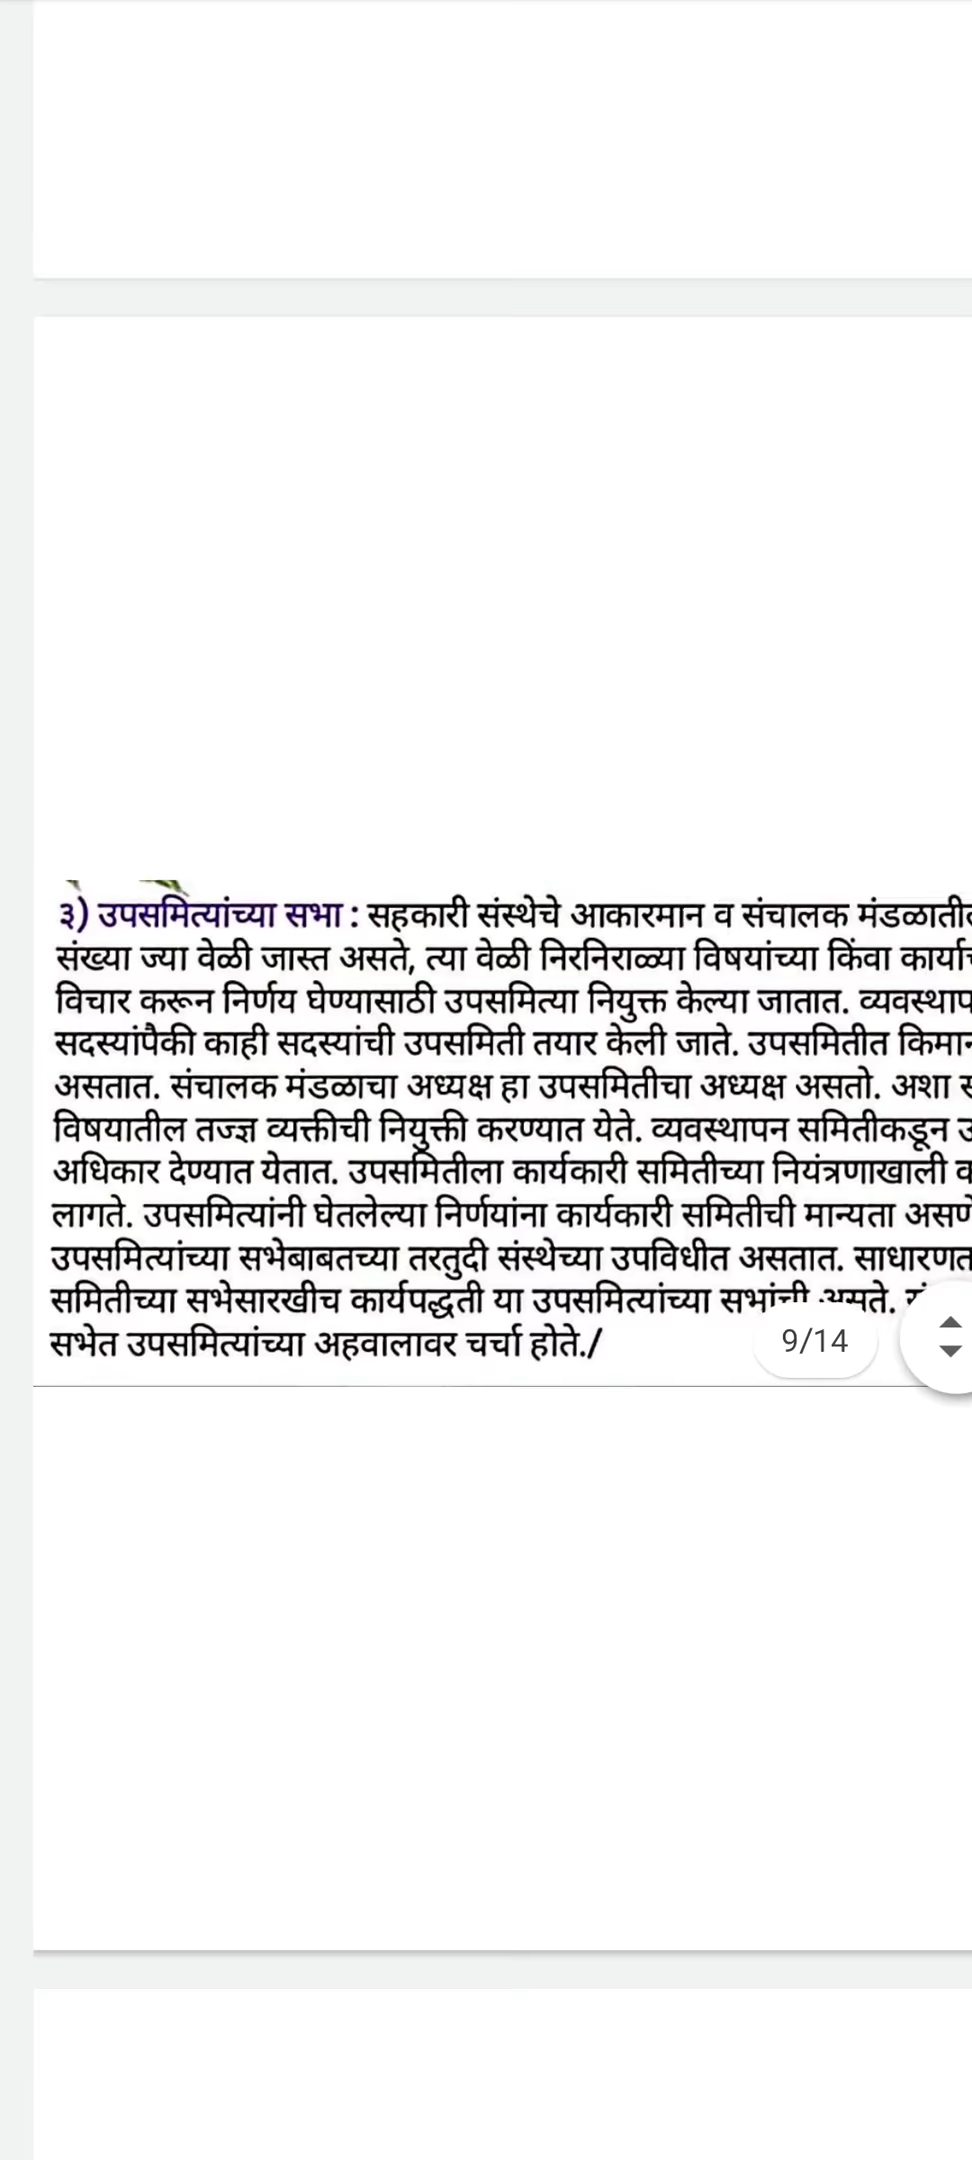 ३) उपसमित्यांच्या सभा : सहकारी संस्थेचे आकारमान व संचालक
संख्या ज्या वेळी जास्त असते, त्या वेळी निरनिराळ्या विषयांच्या किंवा
विचार करून निर्णय घेण्यासाठी उपसमित्या नियुक्त केल्या जातात.
सदस्यांपैकी काही सदस्यांची उपसमिती तयार केली जाते. उपसमितीत
असतात. संचालक मंडळाचा अध्यक्ष हा उपसमितीचा अध्यक्ष असतो. अशा
विषयातील तज्ज्ञ व्यक्तीची नियुक्ती करण्यात येते. व्यवस्थापन समितीकडून
अधिकार देण्यात येतात. उपसमितीला कार्यकारी समितीच्या नियंत्रणाखाली
लागते. उपसमित्यांनी घेतलेल्या निर्णयांना कार्यकारी समितीची मान्यता
उपसमित्यांच्या सभेबाबतच्या तरतुदी संस्थेच्या उपविधीत असतात.
समितीच्या सभेसारखीच कार्यपद्धती या उपसमित्यांच्या
सभेत उपसमित्यांच्या अहवालावर चर्चा होते./
9/14